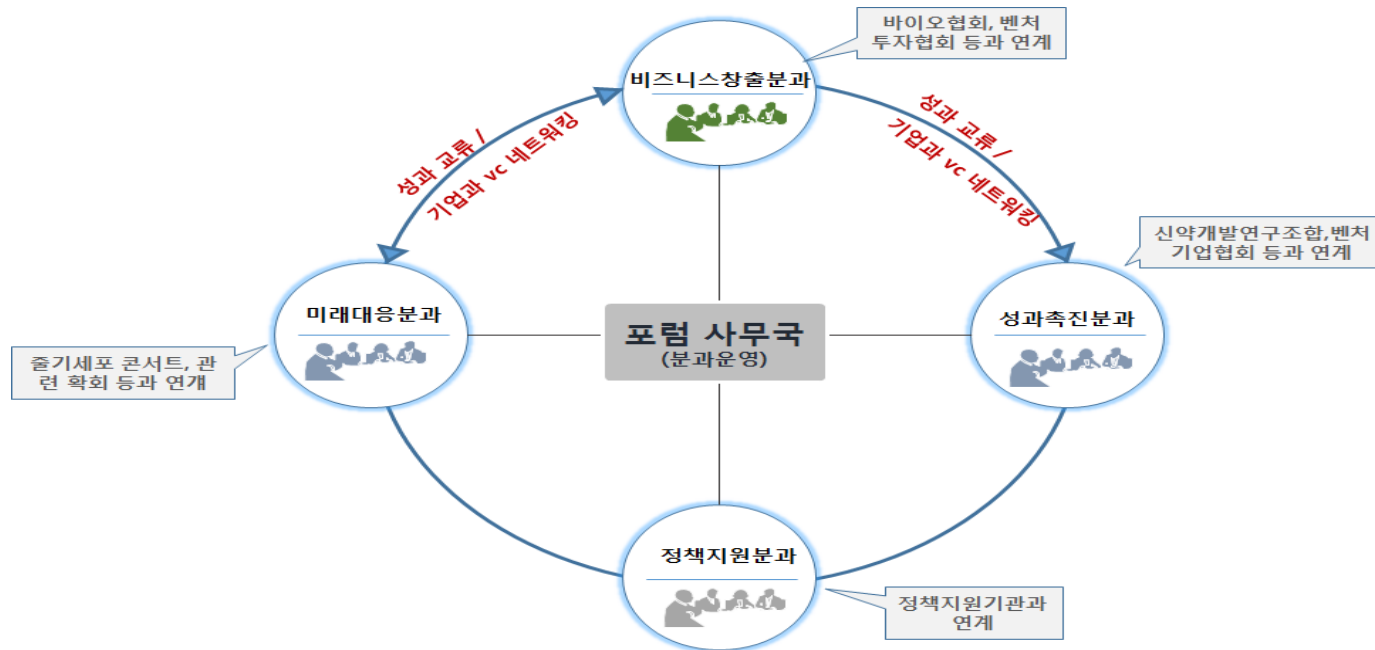 바이오협회, 벤처
투자협회 등과 연계
비즈니스창출분과
성과 교류 /
기업과 vc 네트워킹
성과 교류 /
기업과 vc 네트워킹
신약개발연구조합,벤처
기업협회 등과 연계
미래대응분과
포럼 사무국
(분과운영)
성과촉진분과
줄기세포 콘서트, 관
련 확회 등과 연걔
정책지원분과
정책지원기관과
연계